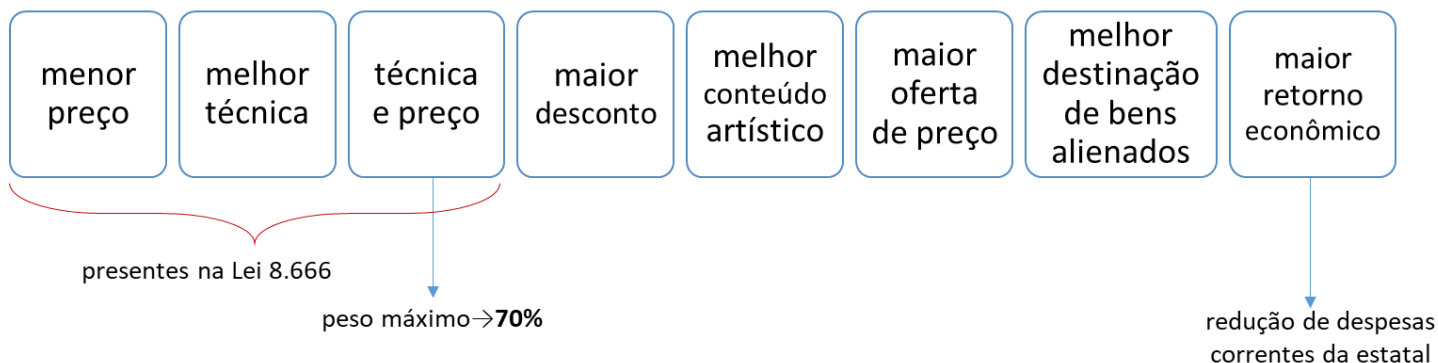 menor
preço
melhor
técnica
técnica
e preço
maior
desconto
melhor
conteúdo
artístico
maior
oferta
de preço
melhor
destinação
de bens
alienados
maior
retorno
econômico
presentes na Lei 8.666
peso máximo→70%
redução de despesas
correntes da estatal